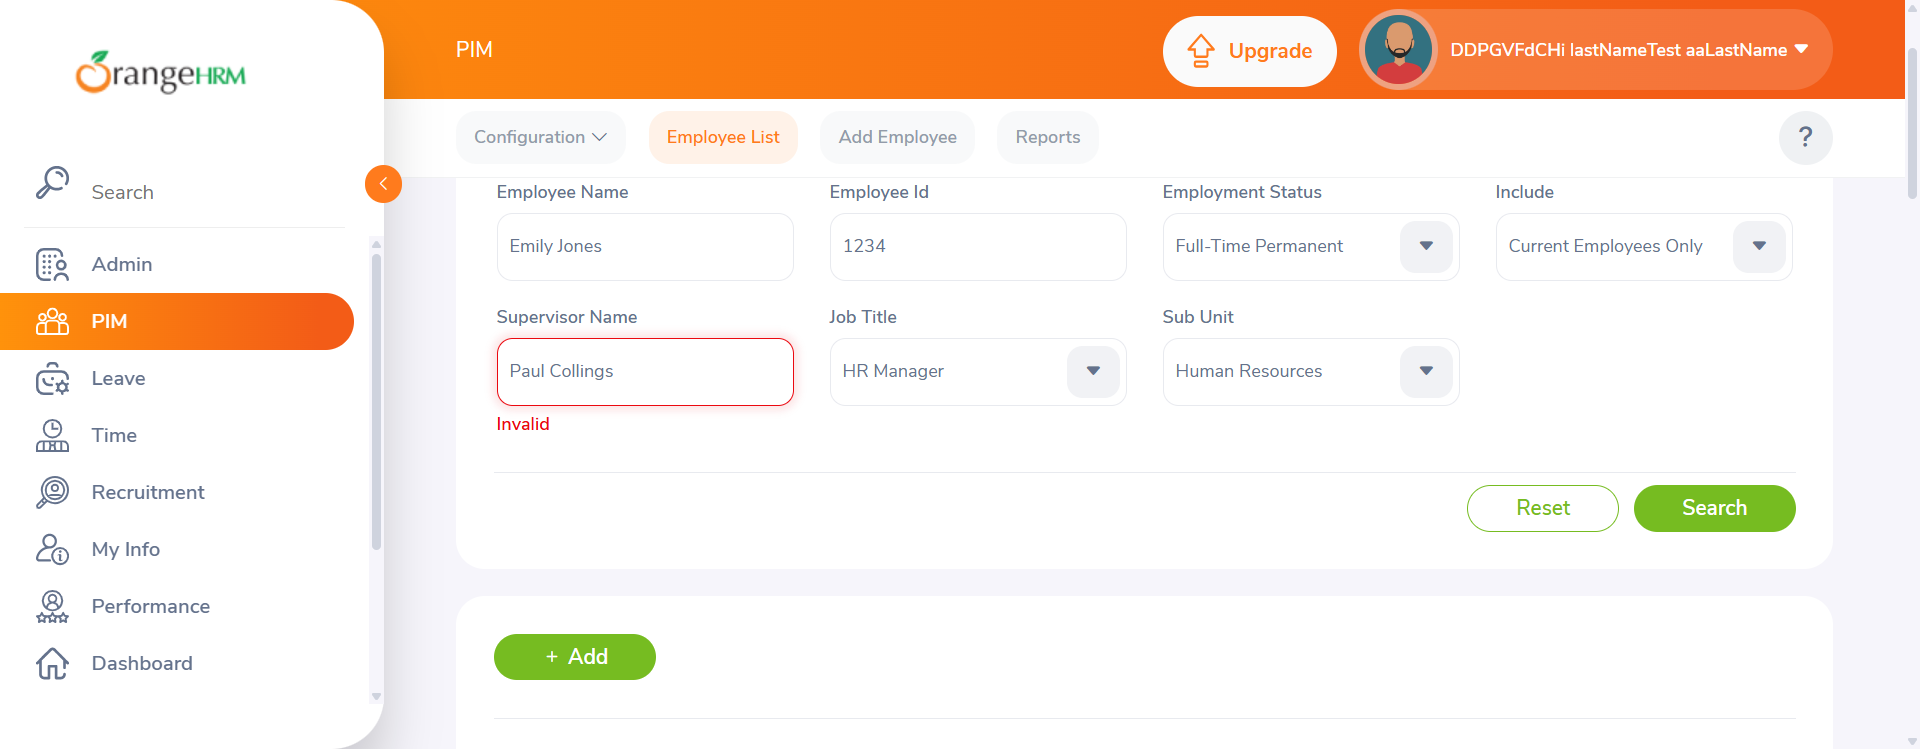 OrangeHRM
PIM
Upgrade
DDPGVFdCHi lastNameTest aaLastName
Configuration
Employee List
Add Employee
Reports
?
Search
Admin
PIM
Leave
Time
Recruitment
My Info
Performance
Dashboard
Employee Name
Employee Id
Employment Status
Include
Emily Jones
1234
Full-Time Permanent
Current Employees Only
Supervisor Name
Job Title
Sub Unit
Paul Collings
HR Manager
Human Resources
Invalid
Reset
Search
+ Add